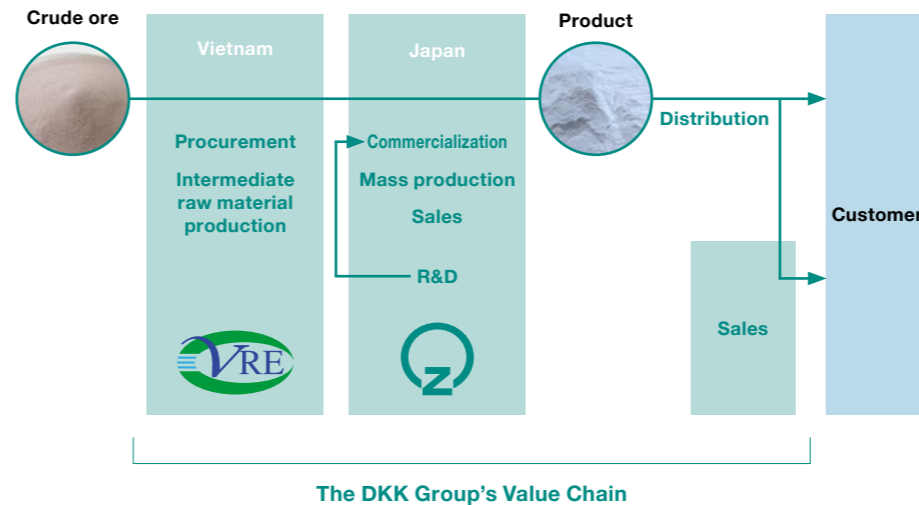 Crude ore
Product
Vietnam
Japan
Distribution
Procurement
Commercialization
Intermediate
raw material
production
Mass production
Sales
Customer
R&D
Sales
VRE
Z
The DKK Group’s Value Chain